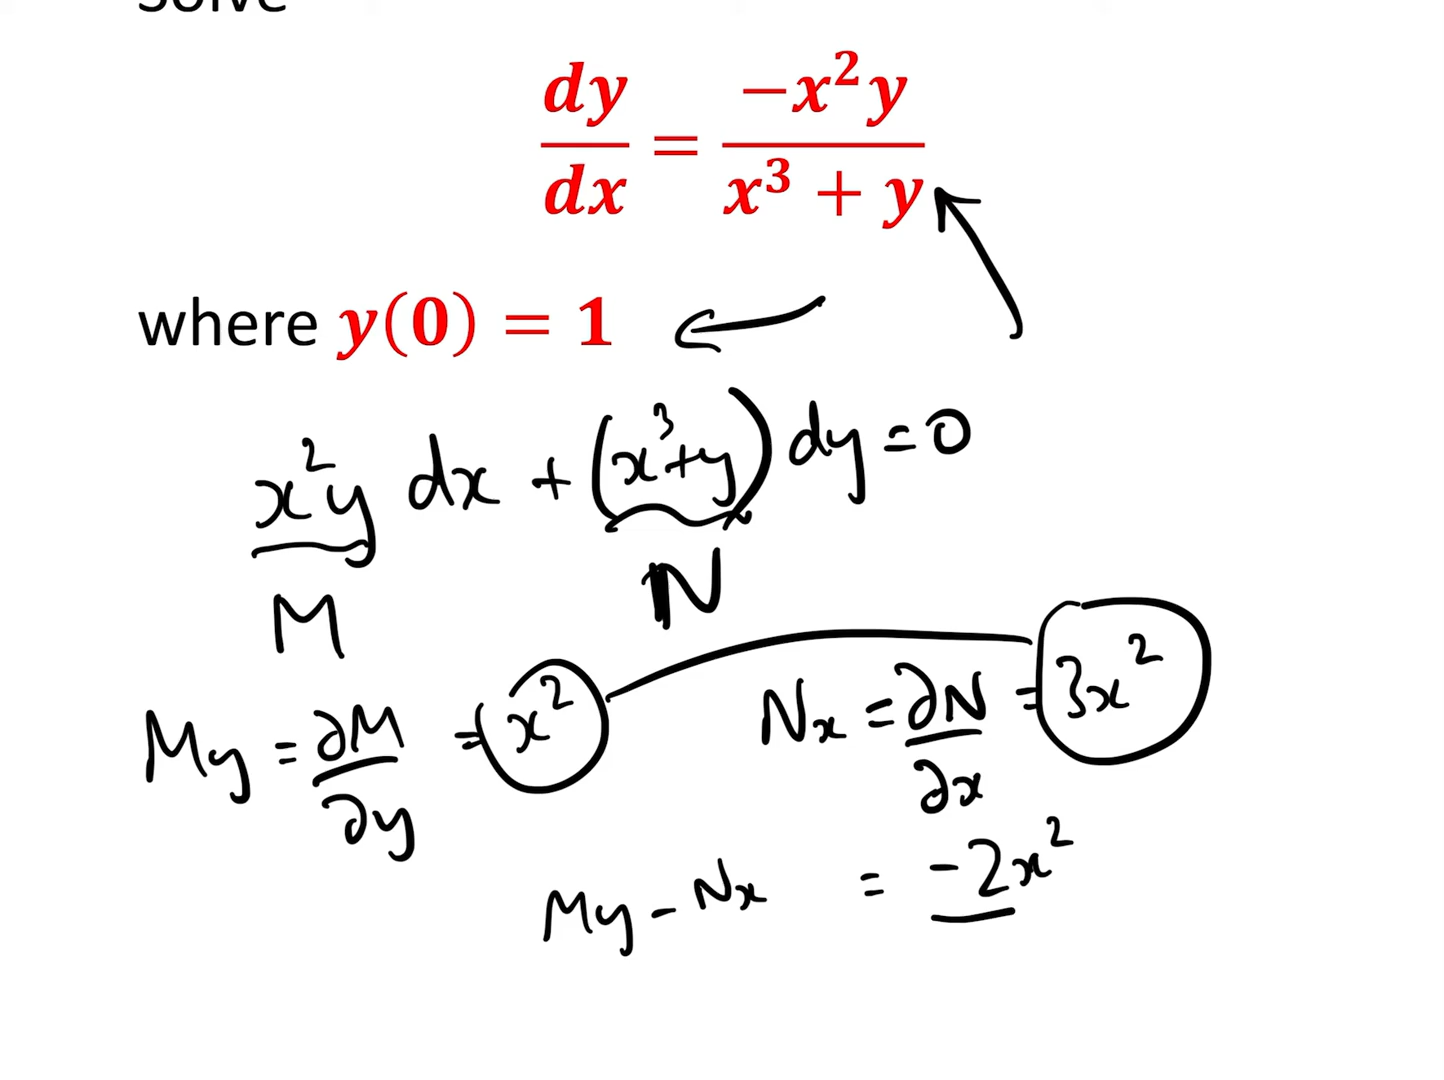 Solve
dy/dx = -x²y/(x³ + y)
where y(0) = 1
x²y dx + (x³+y) dy = 0
M N
My = ∂M/∂y = x² Nx = ∂N/∂x = 3x²
My - Nx = -2x²